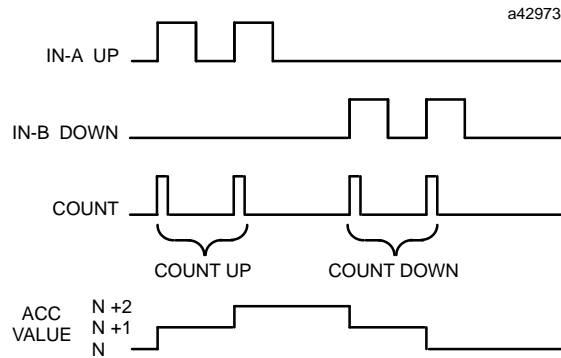 a42973
IN-A UP
IN-B DOWN
COUNT
COUNT UP
COUNT DOWN
ACC
VALUE
N +2
N +1
N